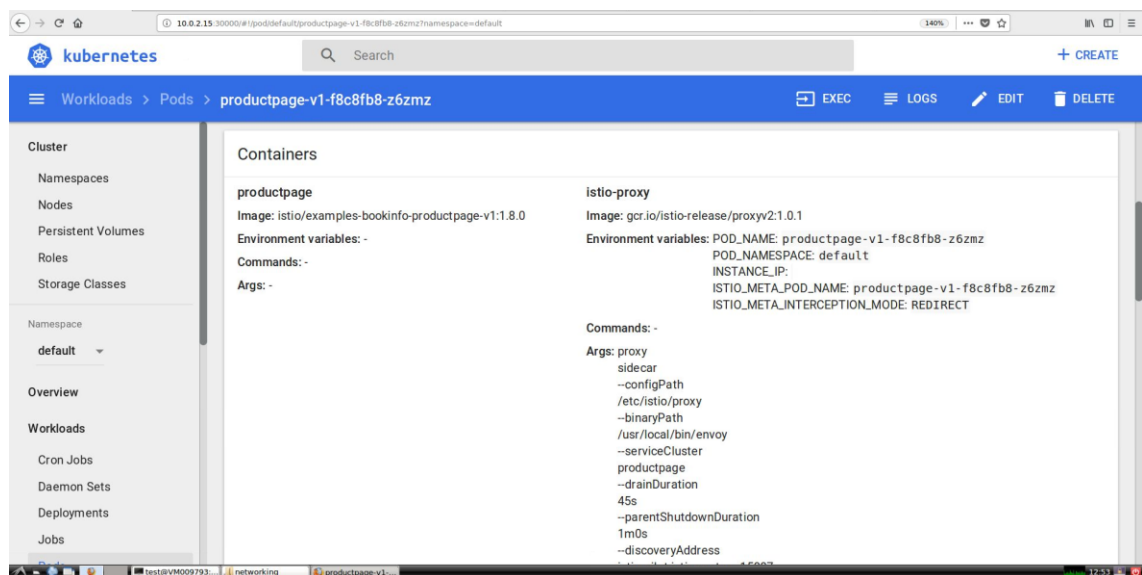 10.0.2.15:30000/#!/pod/default/productpage-v1-f8c8fb8-z6zmz?namespace=default
140%
kubernetes
Search
+ CREATE
Workloads > Pods > productpage-v1-f8c8fb8-z6zmz
EXEC
LOGS
EDIT
DELETE
Cluster
Namespaces
Nodes
Persistent Volumes
Roles
Storage Classes
Namespace
default
Overview
Workloads
Cron Jobs
Daemon Sets
Deployments
Jobs
Containers
productpage
Image: istio/examples-bookinfo-productpage-v1:1.8.0
Environment variables: -
Commands: -
Args: -
istio-proxy
Image: gcr.io/istio-release/proxyv2:1.0.1
Environment variables: POD_NAME: productpage-v1-f8c8fb8-z6zmz
POD_NAMESPACE: default
INSTANCE_IP:
ISTIO_META_POD_NAME: productpage-v1-f8c8fb8-z6zmz
ISTIO_META_INTERCEPTION_MODE: REDIRECT
Commands: -
Args: proxy
sidecar
--configPath
/etc/istio/proxy
--binaryPath
/usr/local/bin/envoy
--serviceCluster
productpage
--drainDuration
45s
--parentShutdownDuration
1m0s
--discoveryAddress
test@VM009793:...
networking
productpage-v1-...
12:53